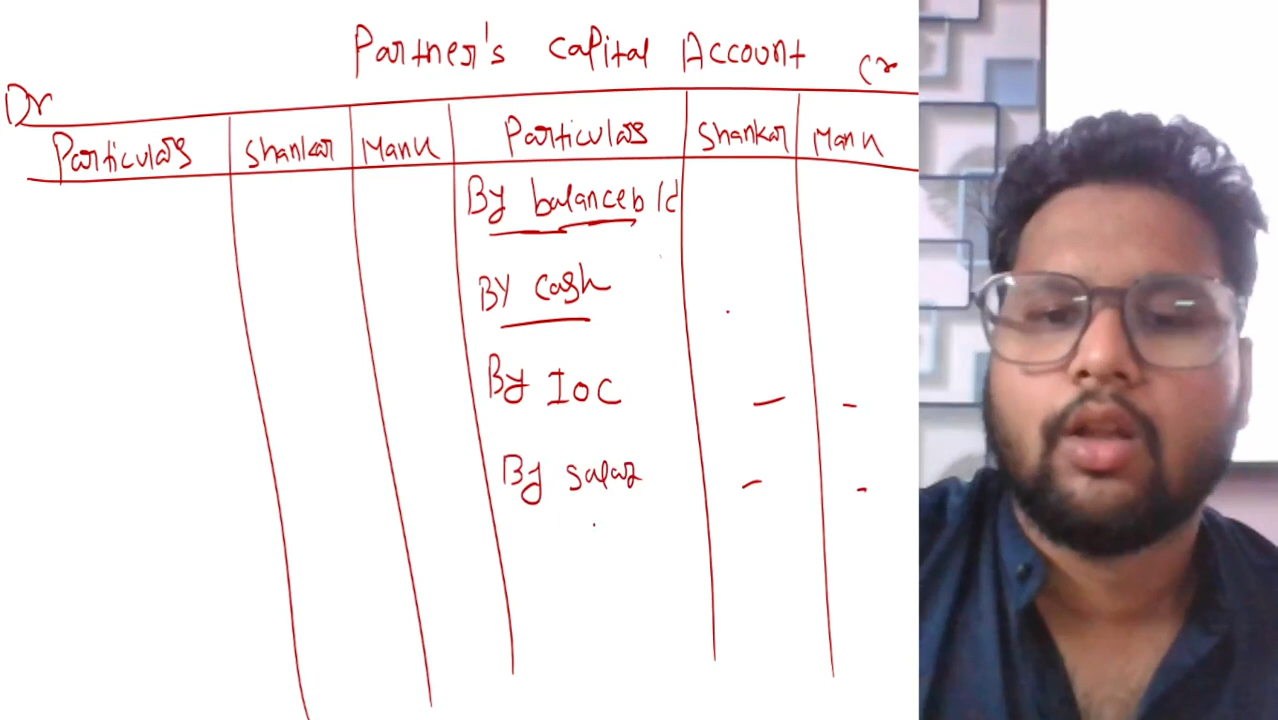 Partner's Capital Account
Dr
Cr
Particulars Shankar Manu Particulars Shankar Manu
By balance b/d
By cash
By IOC
By salary